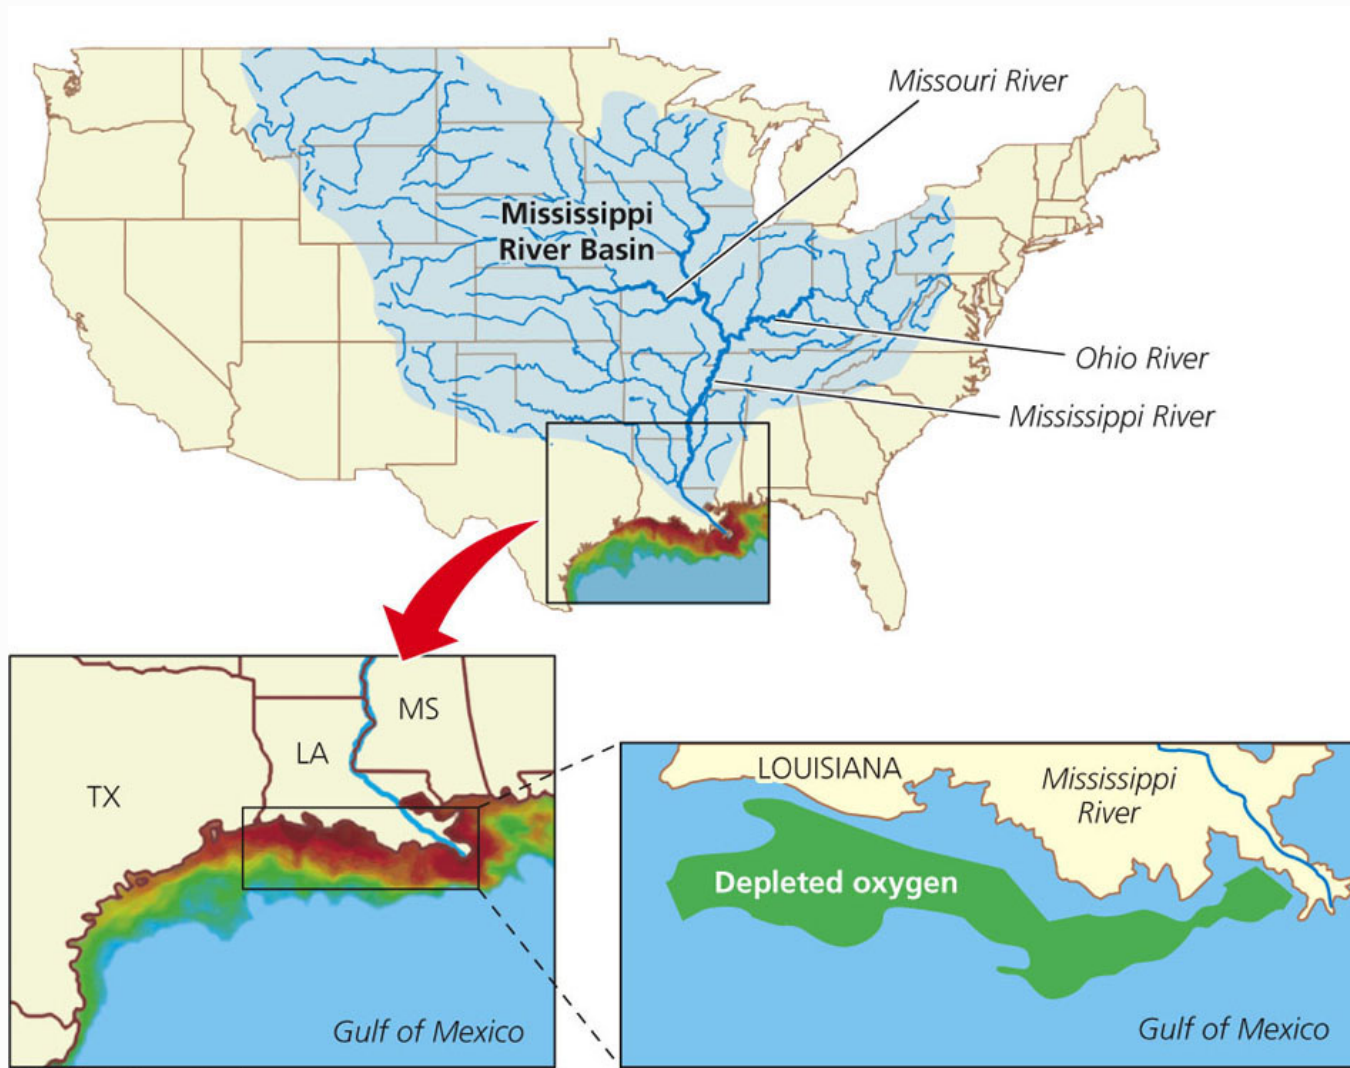 Missouri River
Mississippi
River Basin
Ohio River
Mississippi River
MS
LA
TX
Gulf of Mexico
LOUISIANA
Mississippi
River
Depleted oxygen
Gulf of Mexico